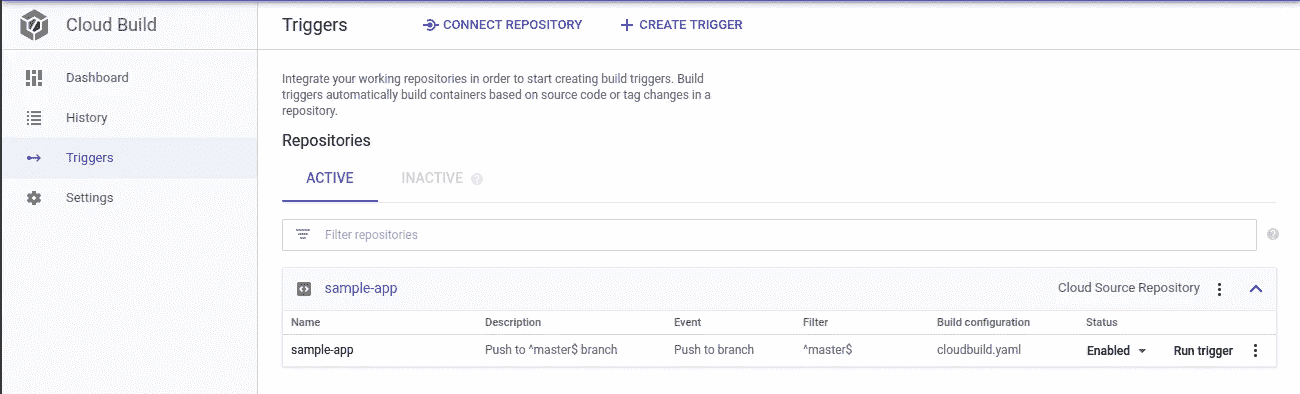 Cloud Build
Triggers
CONNECT REPOSITORY
CREATE TRIGGER
Dashboard
History
Triggers
Settings
Integrate your working repositories in order to start creating build triggers. Build
triggers automatically build containers based on source code or tag changes in a
repository.
Repositories
ACTIVE
INACTIVE ?
Filter repositories
?
sample-app
Cloud Source Repository
Name Description Event Filter Build configuration Status
sample-app Push to ^master$ branch Push to branch ^master$ cloudbuild.yaml Enabled Run trigger